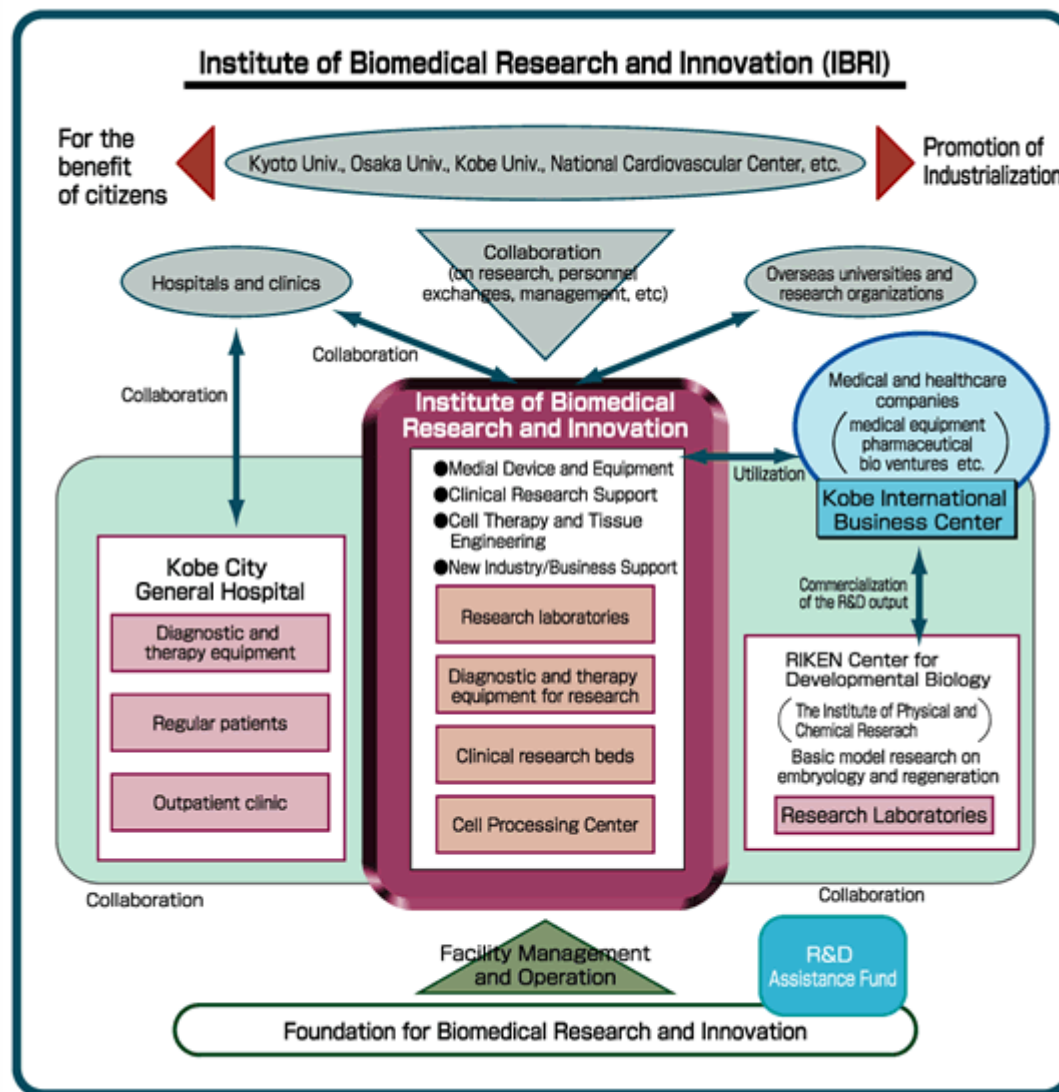 Institute of Biomedical Research and Innovation (IBRI)
For the
benefit
of citizens
Kyoto Univ., Osaka Univ., Kobe Univ., National Cardiovascular Center, etc.
Promotion of
Industrialization
Collaboration
(on research, personnel
exchanges, management, etc)
Hospitals and clinics
Overseas universities and
research organizations
Collaboration
Collaboration
Medical and healthcare
companies
(medical equipment
pharmaceutical
bio ventures etc.)
Utilization
Kobe International
Business Center
Institute of Biomedical
Research and Innovation
●Medial Device and Equipment
●Clinical Research Support
●Cell Therapy and Tissue
Engineering
●New Industry/Business Support
Research laboratories
Diagnostic and therapy
equipment for research
Clinical research beds
Cell Processing Center
Kobe City
General Hospital
Diagnostic and
therapy equipment
Regular patients
Outpatient clinic
Commercialization
of the R&D output
RIKEN Center for
Developmental Biology
(The Institute of Physical and
Chemical Reserach)
Basic model research on
embryology and regeneration
Research Laboratories
Collaboration
Collaboration
Facility Management
and Operation
R&D
Assistance Fund
Foundation for Biomedical Research and Innovation